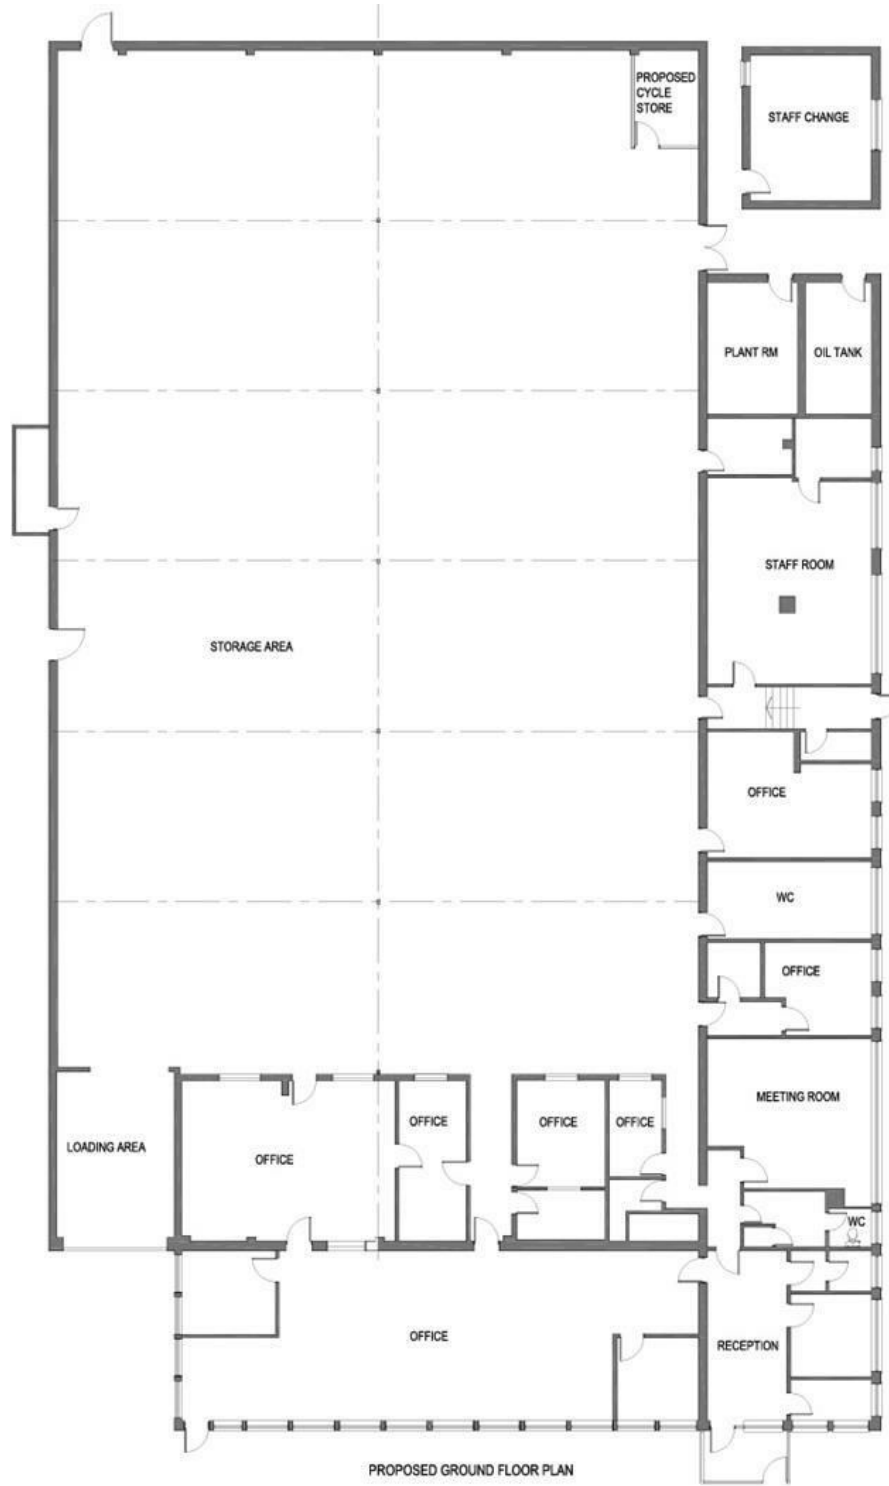 PROPOSED
CYCLE
STORE
STAFF CHANGE
PLANT RM
OIL TANK
STAFF ROOM
STORAGE AREA
OFFICE
WC
OFFICE
MEETING ROOM
OFFICE
OFFICE
OFFICE
LOADING AREA
OFFICE
WC
OFFICE
RECEPTION
PROPOSED GROUND FLOOR PLAN